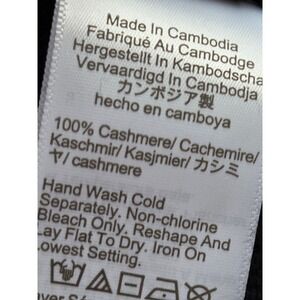 Made In Cambodia
Fabriqué Au Cambodge
Hergestellt In Kambodscha
Vervaardigd In Cambodja
カンボジア製
hecho en camboya
100% Cashmere/ Cachemire/
Kaschmir/ Kasjmier/ カシミ
ヤ/ cashmere
Hand Wash Cold
Separately. Non-chlorine
Bleach Only. Reshape And
Lay Flat To Dry. Iron On
Lowest Setting.